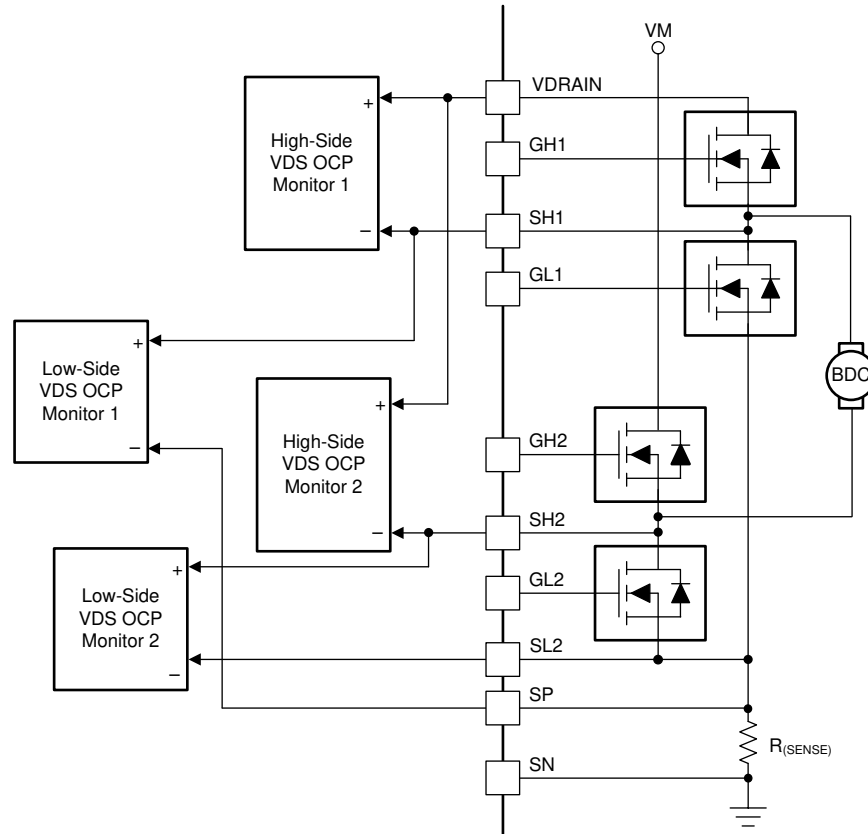 VM
VDRAIN
+
High-Side
VDS OCP
Monitor 1
−
GH1
SH1
GL1
+
Low-Side
VDS OCP
Monitor 1
−
BDC
+
High-Side
VDS OCP
Monitor 2
−
GH2
SH2
+
Low-Side
VDS OCP
Monitor 2
−
GL2
SL2
SP
R(SENSE)
SN